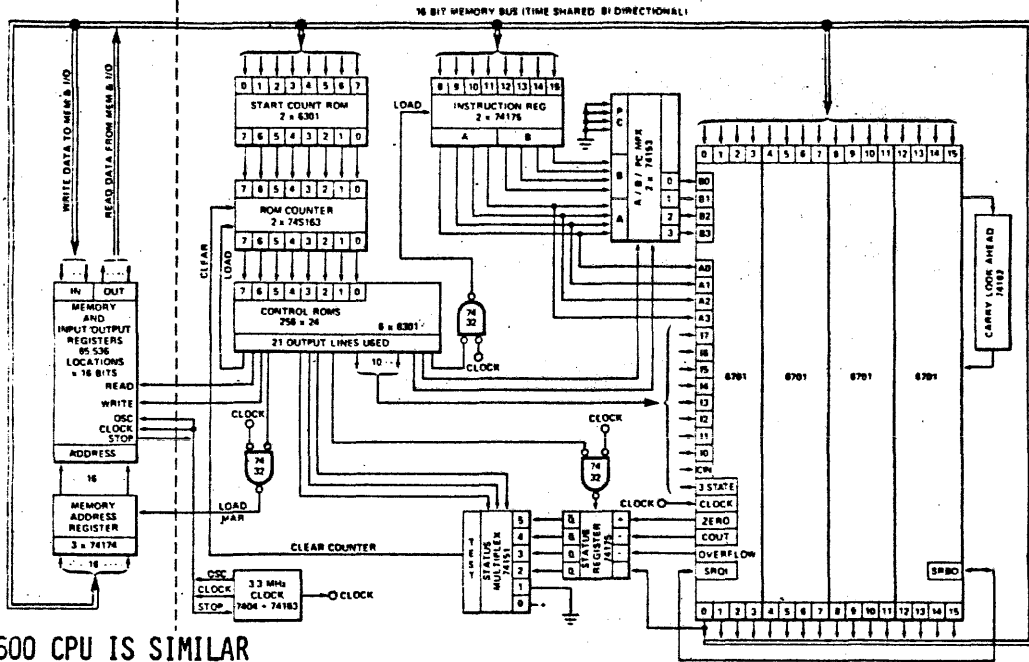 16 BIT MEMORY BUS (TIME SHARED BI DIRECTIONAL)
WRITE DATA TO MEM & I/O
READ DATA FROM MEM & I/O
0 1 2 3 4 5 6 7
START COUNT ROM
2 x 6301
7 6 5 4 3 2 1 0
7 6 5 4 3 2 1 0
ROM COUNTER
2 x 74S163
7 6 5 4 3 2 1 0
CLEAR
LOAD
7 6 5 4 3 2 1 0
CONTROL ROMS
256 x 24
6 x 6301
21 OUTPUT LINES USED
10
LOAD
8 9 10 11 12 13 14 15
INSTRUCTION REG
2 x 74175
A B
P C
B
A
A / B / PC MPX
2 x 74153
0
1
2
3
74
32
CLOCK
0 1 2 3 4 5 6 7 8 9 10 11 12 13 14 15
B0
B1
B2
B3
A0
A1
A2
A3
I7
I6
I5
I4
I3
I2
I1
I0
CIN
3 STATE
CLOCK
ZERO
COUT
OVERFLOW
SRQI
6701
6701
6701
6701
SRBO
0 1 2 3 4 5 6 7 8 9 10 11 12 13 14 15
CARRY LOOK AHEAD
74182
IN OUT
MEMORY
AND
INPUT OUTPUT
REGISTERS
65 536
LOCATIONS
x 16 BITS
READ
WRITE
OSC
CLOCK
STOP
ADDRESS
16
MEMORY
ADDRESS
REGISTER
3 x 74174
16
CLOCK
74
32
LOAD
MAR
CLEAR COUNTER
OSC
CLOCK
STOP
3.3 MHz
CLOCK
7404 + 74163
CLOCK
TEST
STATUS
MULTIPLEX
74151
5
4
3
2
1
0
CLOCK
74
32
CLOCK
STATUS
REGISTER
74175
600 CPU IS SIMILAR